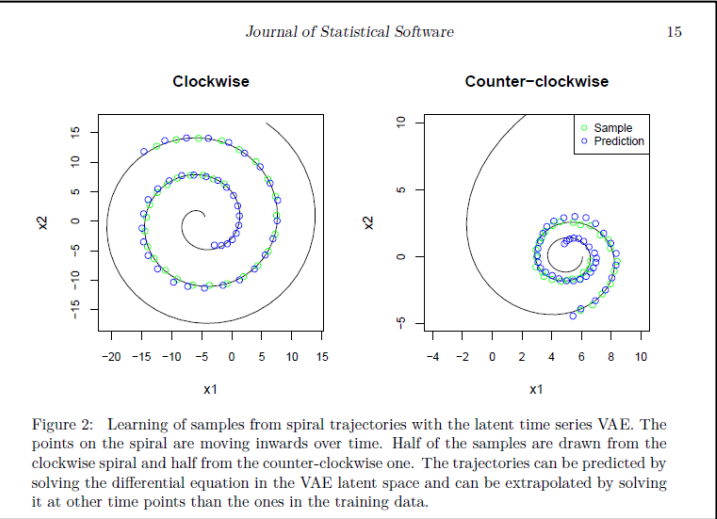 Journal of Statistical Software 15
Clockwise Counter−clockwise
x2
15
10
5
0
−5
−10
−15
−20 −15 −10 −5 0 5 10 15
x1
x2
10
5
0
−5
Sample
Prediction
−4 −2 0 2 4 6 8 10
x1
Figure 2: Learning of samples from spiral trajectories with the latent time series VAE. The
points on the spiral are moving inwards over time. Half of the samples are drawn from the
clockwise spiral and half from the counter-clockwise one. The trajectories can be predicted by
solving the differential equation in the VAE latent space and can be extrapolated by solving
it at other time points than the ones in the training data.